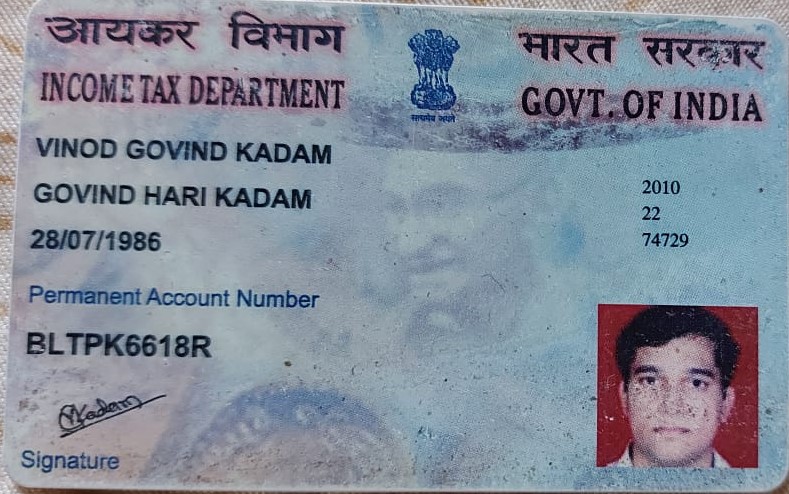 आयकर विभाग
INCOME TAX DEPARTMENT
भारत सरकार
GOVT. OF INDIA
सत्यमेव जयते
VINOD GOVIND KADAM
GOVIND HARI KADAM
28/07/1986
2010
22
74729
Permanent Account Number
BLTPK6618R
VKadam
Signature